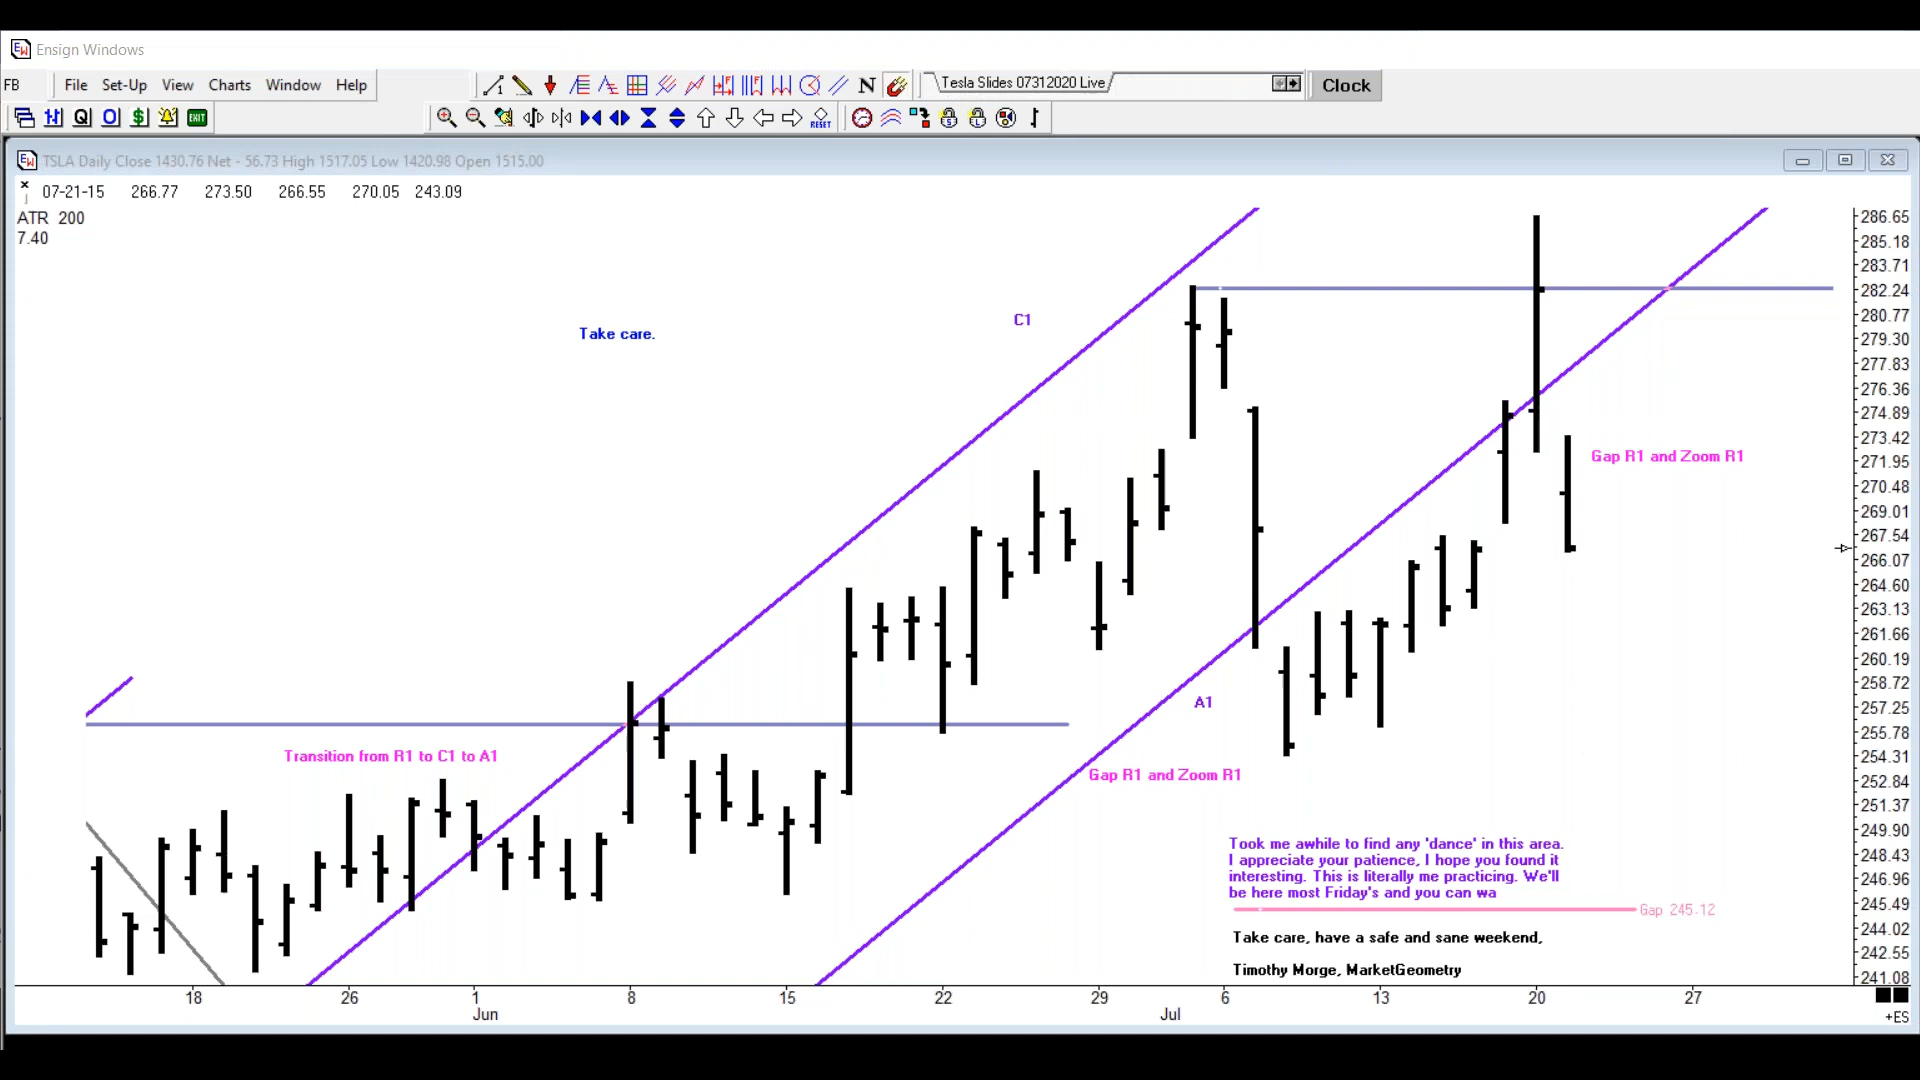 Ensign Windows
FB File Set-Up View Charts Window Help
N
Tesla Slides 07312020 Live
Clock
Q O $ EXIT
RESET
TSLA Daily Close 1430.76 Net - 56.73 High 1517.05 Low 1420.98 Open 1515.00
07-21-15 266.77 273.50 266.55 270.05 243.09
ATR 200
7.40
Take care.
C1
Gap R1 and Zoom R1
A1
Transition from R1 to C1 to A1
Gap R1 and Zoom R1
Took me awhile to find any 'dance' in this area.
I appreciate your patience, I hope you found it
interesting. This is literally me practicing. We'll
be here most Friday's and you can wa
Gap 245.12
Take care, have a safe and sane weekend,
Timothy Morge, MarketGeometry
286.65
285.18
283.71
282.24
280.77
279.30
277.83
276.36
274.89
273.42
271.95
270.48
269.01
267.54
266.07
264.60
263.13
261.66
260.19
258.72
257.25
255.78
254.31
252.84
251.37
249.90
248.43
246.96
245.49
244.02
242.55
241.08
18 26 1 8 15 22 29 6 13 20 27
Jun Jul
+ES